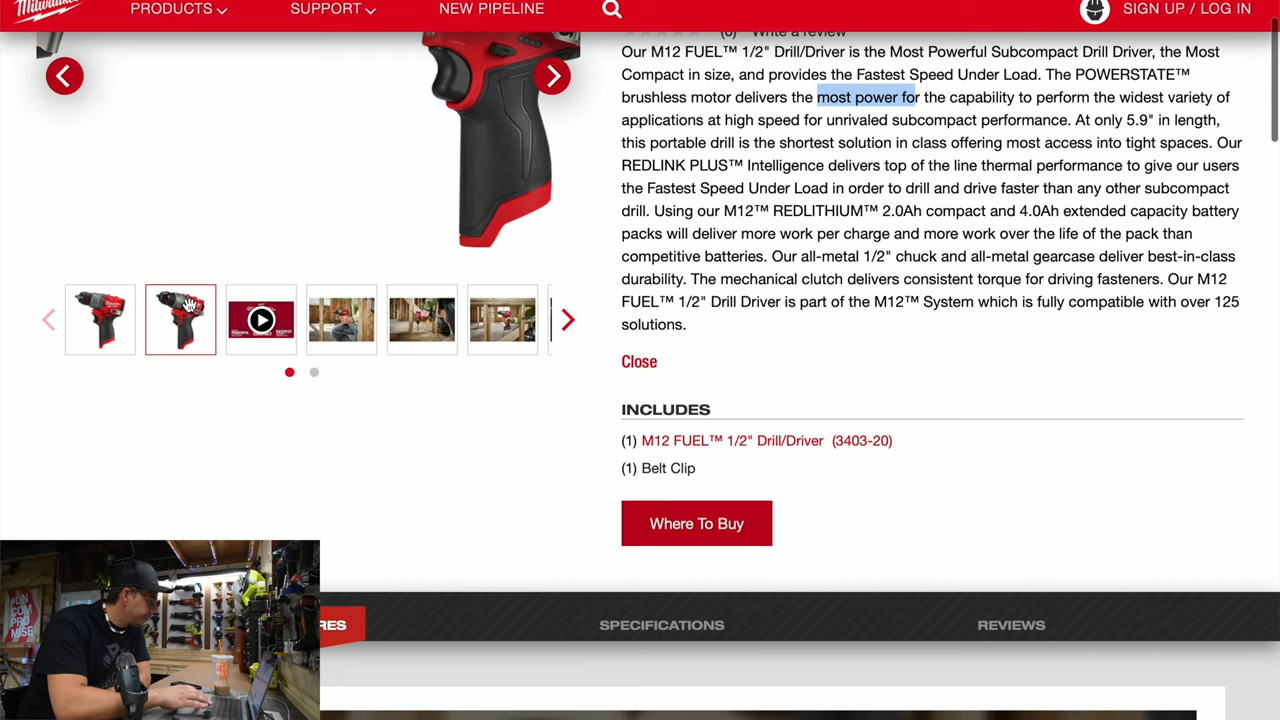 Milwaukee
PRODUCTS
SUPPORT
NEW PIPELINE
SIGN UP / LOG IN
(0) Write a review
Our M12 FUEL™ 1/2" Drill/Driver is the Most Powerful Subcompact Drill Driver, the Most
Compact in size, and provides the Fastest Speed Under Load. The POWERSTATE™
brushless motor delivers the most power for the capability to perform the widest variety of
applications at high speed for unrivaled subcompact performance. At only 5.9" in length,
this portable drill is the shortest solution in class offering most access into tight spaces. Our
REDLINK PLUS™ Intelligence delivers top of the line thermal performance to give our users
the Fastest Speed Under Load in order to drill and drive faster than any other subcompact
drill. Using our M12™ REDLITHIUM™ 2.0Ah compact and 4.0Ah extended capacity battery
packs will deliver more work per charge and more work over the life of the pack than
competitive batteries. Our all-metal 1/2" chuck and all-metal gearcase deliver best-in-class
durability. The mechanical clutch delivers consistent torque for driving fasteners. Our M12
FUEL™ 1/2" Drill Driver is part of the M12™ System which is fully compatible with over 125
solutions.
Close
INCLUDES
(1) M12 FUEL™ 1/2" Drill/Driver (3403-20)
(1) Belt Clip
Where To Buy
RES
SPECIFICATIONS
REVIEWS